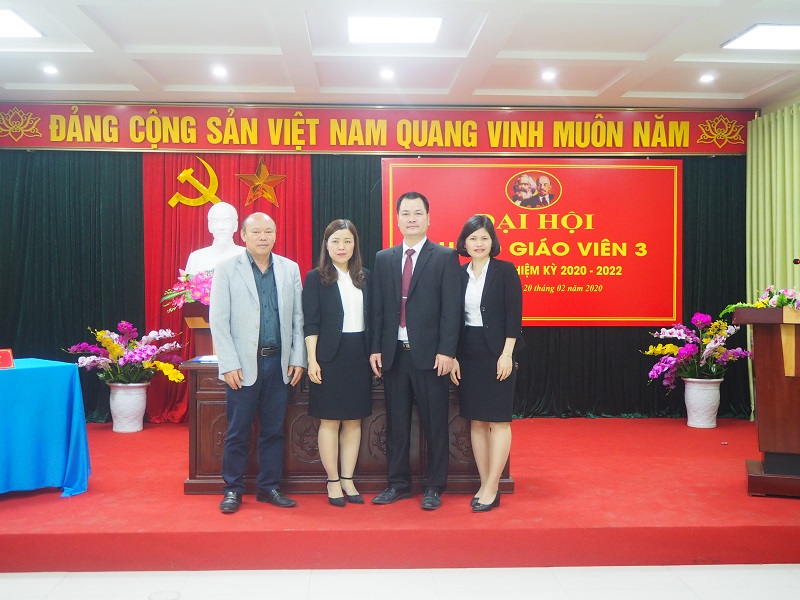 ĐẢNG CỘNG SẢN VIỆT NAM QUANG VINH MUÔN NĂM
ĐẠI HỘI
GIÁO VIÊN 3
NHIỆM KỲ 2020 - 2022
20 tháng 02 năm 2020